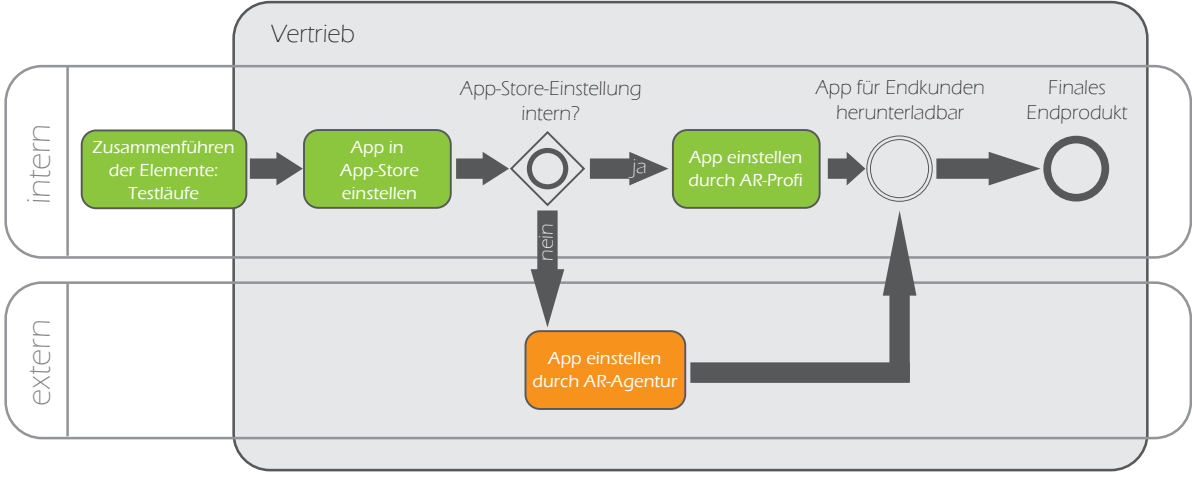 Vertrieb
intern
Zusammenführen
der Elemente:
Testläufe
App in
App-Store
einstellen
App-Store-Einstellung
intern?
ja
nein
App einstellen
durch AR-Profi
App für Endkunden
herunterladbar
Finales
Endprodukt
extern
App einstellen
durch AR-Agentur